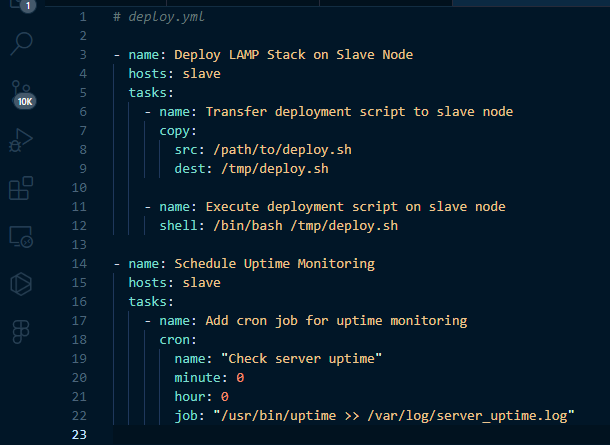 1
10K
1 # deploy.yml
2
3 - name: Deploy LAMP Stack on Slave Node
4   hosts: slave
5   tasks:
6     - name: Transfer deployment script to slave node
7       copy:
8         src: /path/to/deploy.sh
9         dest: /tmp/deploy.sh
10
11     - name: Execute deployment script on slave node
12       shell: /bin/bash /tmp/deploy.sh
13
14 - name: Schedule Uptime Monitoring
15   hosts: slave
16   tasks:
17     - name: Add cron job for uptime monitoring
18       cron:
19         name: "Check server uptime"
20         minute: 0
21         hour: 0
22         job: "/usr/bin/uptime >> /var/log/server_uptime.log"
23